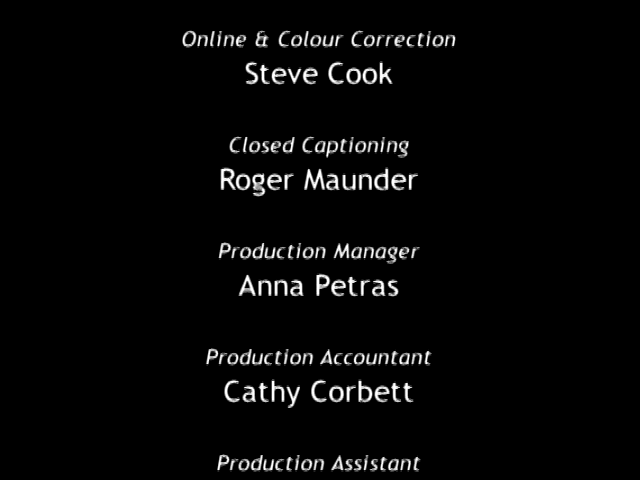 Online & Colour Correction
Steve Cook
Closed Captioning
Roger Maunder
Production Manager
Anna Petras
Production Accountant
Cathy Corbett
Production Assistant